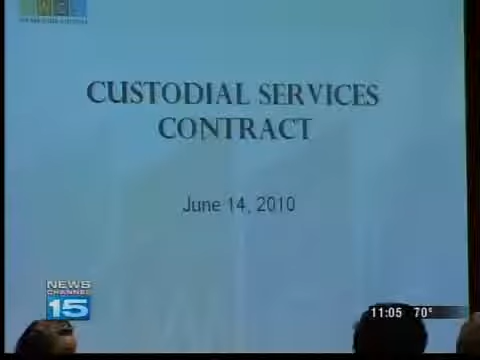 CUSTODIAL SERVICES
CONTRACT
June 14, 2010
NEWS
CHANNEL
15
11:05 70°